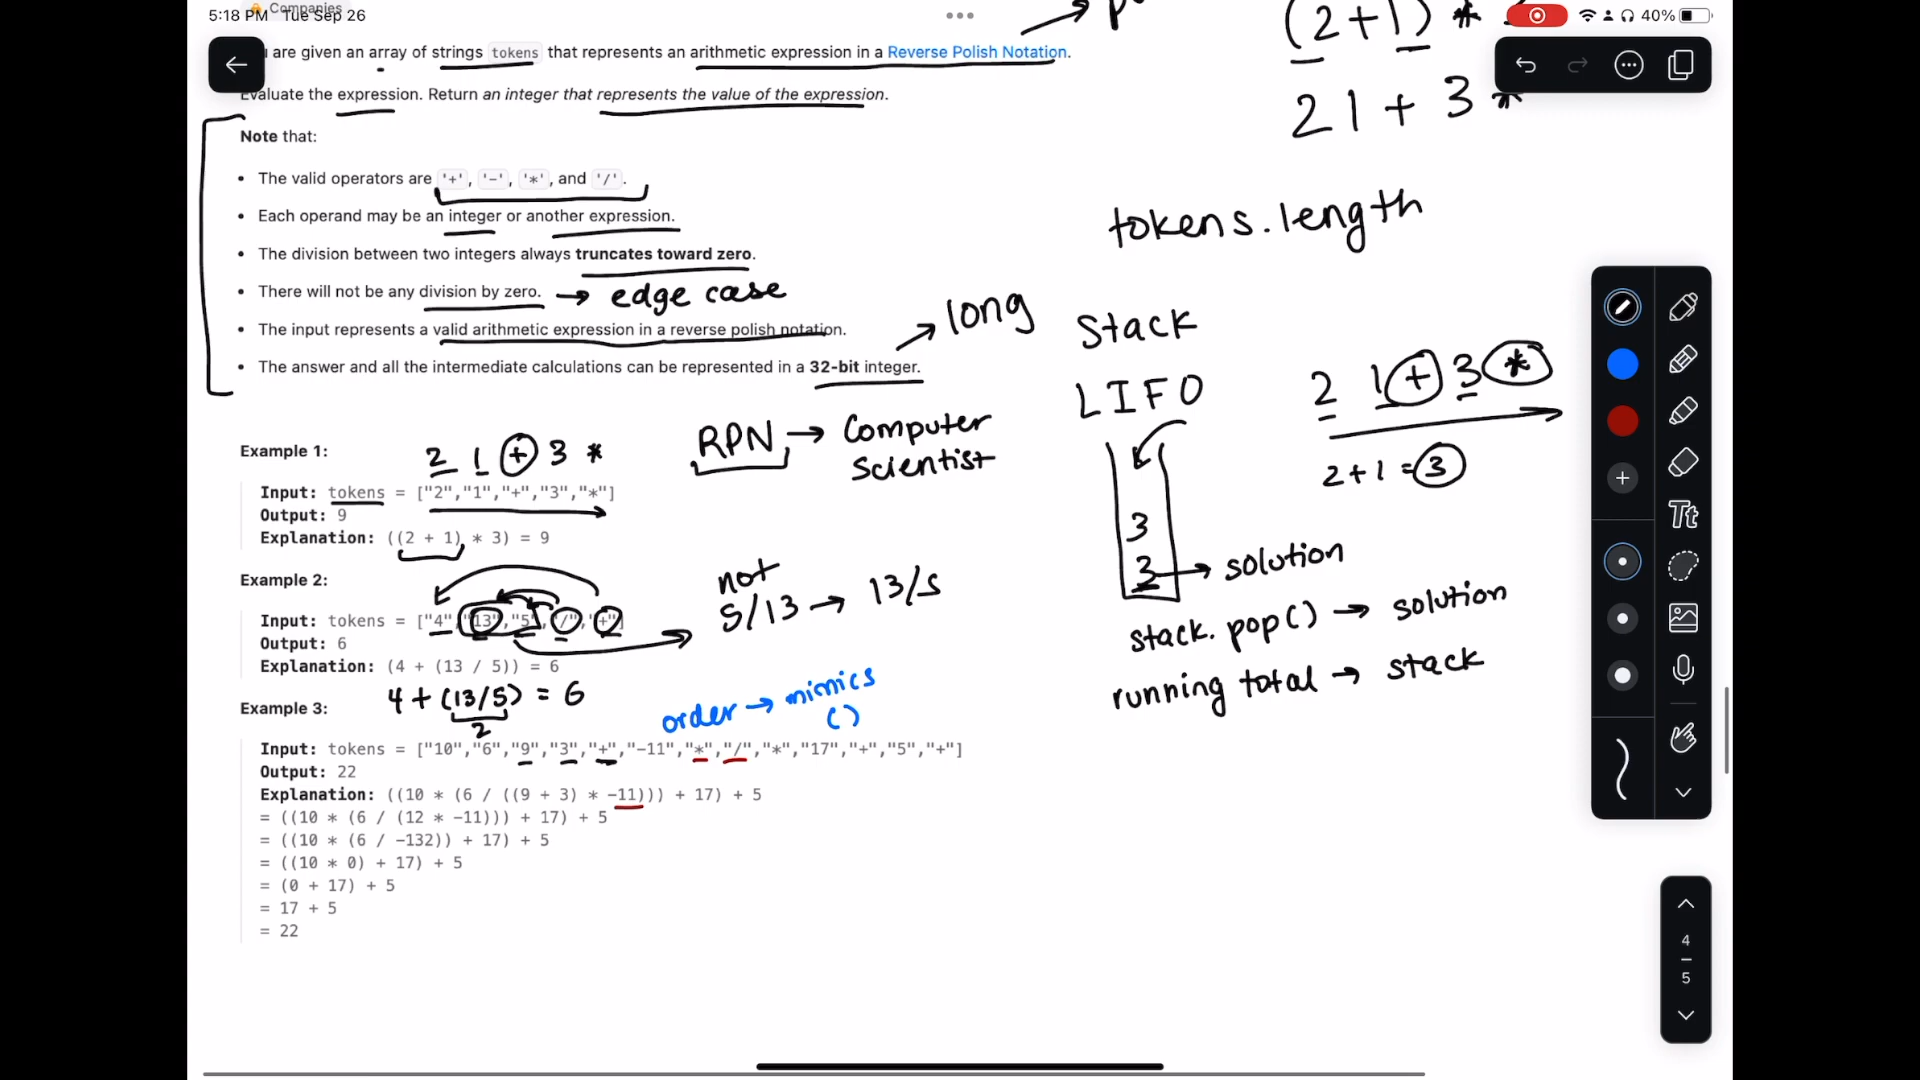 5:18 PM Tue Sep 26
Companies
40%
are given an array of strings tokens that represents an arithmetic expression in a Reverse Polish Notation.
Evaluate the expression. Return an integer that represents the value of the expression.
(2+1) *
21+3*
Note that:
• The valid operators are '+', '-', '*', and '/'.
• Each operand may be an integer or another expression.
• The division between two integers always truncates toward zero.
• There will not be any division by zero. → edge case
• The input represents a valid arithmetic expression in a reverse polish notation.
• The answer and all the intermediate calculations can be represented in a 32-bit integer.
→ long
tokens.length
Stack
LIFO
3
3 → solution
2 1 + 3 *
2+1 = 3
stack.pop() → solution
running total → stack
RPN → Computer
Scientist
Example 1:
2 1 + 3 *
Input: tokens = ["2","1","+","3","*"]
Output: 9
Explanation: ((2 + 1) * 3) = 9
Example 2:
Input: tokens = ["4","13","5","/","+"]
Output: 6
Explanation: (4 + (13 / 5)) = 6
not
5/13 → 13/5
4 + (13/5) = 6
2
order → mimics
()
Example 3:
Input: tokens = ["10","6","9","3","+","-11","*","/","*","17","+","5","+"]
Output: 22
Explanation: ((10 * (6 / ((9 + 3) * -11))) + 17) + 5
= ((10 * (6 / (12 * -11))) + 17) + 5
= ((10 * (6 / -132)) + 17) + 5
= ((10 * 0) + 17) + 5
= (0 + 17) + 5
= 17 + 5
= 22
Tt
4
5